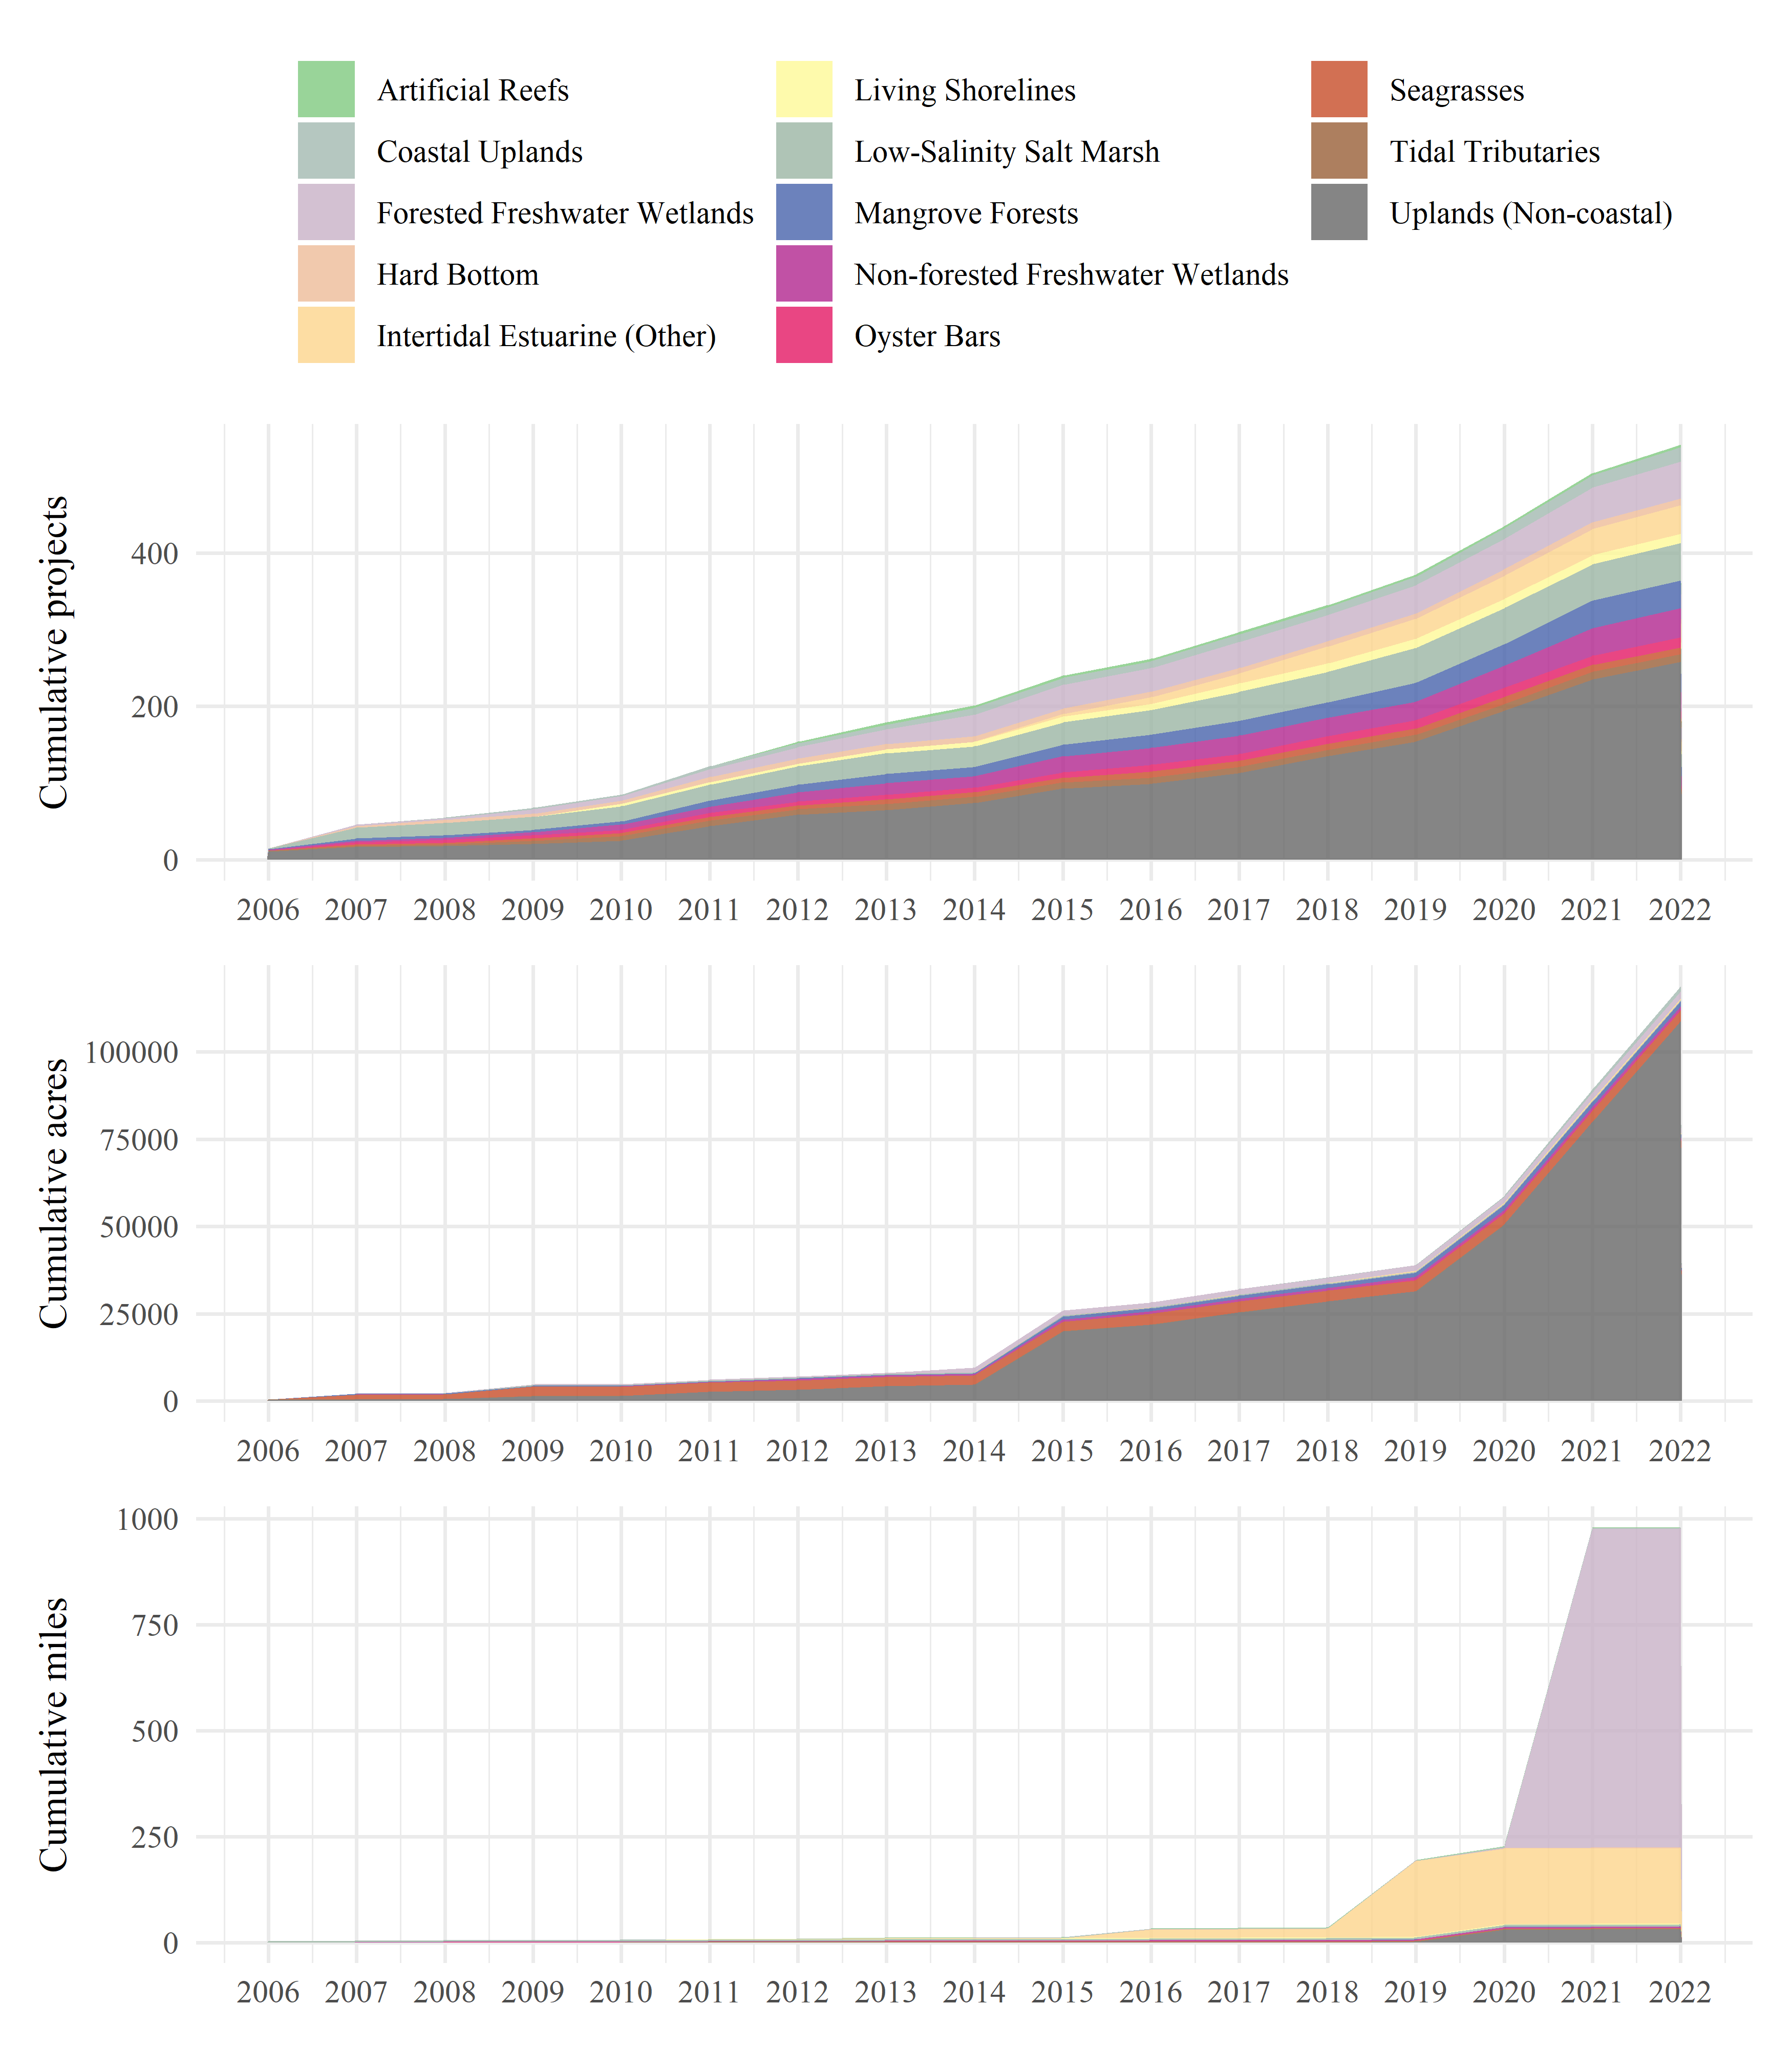 Artificial Reefs
Coastal Uplands
Forested Freshwater Wetlands
Hard Bottom
Intertidal Estuarine (Other)
Living Shorelines
Low-Salinity Salt Marsh
Mangrove Forests
Non-forested Freshwater Wetlands
Oyster Bars
Seagrasses
Tidal Tributaries
Uplands (Non-coastal)
Cumulative projects
400
200
0
2006 2007 2008 2009 2010 2011 2012 2013 2014 2015 2016 2017 2018 2019 2020 2021 2022
Cumulative acres
100000
75000
50000
25000
0
2006 2007 2008 2009 2010 2011 2012 2013 2014 2015 2016 2017 2018 2019 2020 2021 2022
Cumulative miles
1000
750
500
250
0
2006 2007 2008 2009 2010 2011 2012 2013 2014 2015 2016 2017 2018 2019 2020 2021 2022